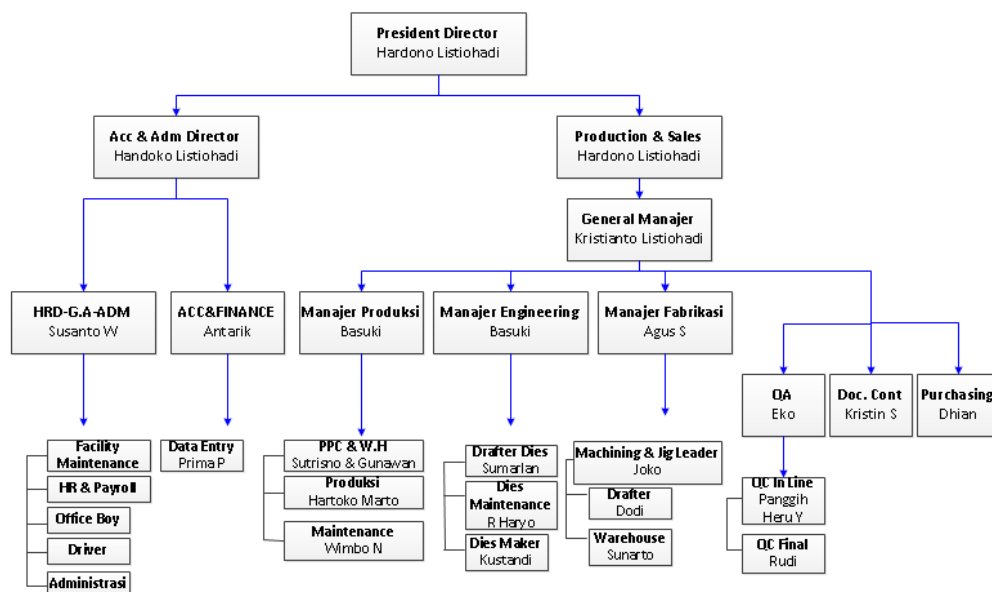 President Director
Hardono Listiohadi
Acc & Adm Director
Handoko Listiohadi
Production & Sales
Hardono Listiohadi
General Manajer
Kristianto Listiohadi
HRD-G.A-ADM
Susanto W
ACC&FINANCE
Antarik
Manajer Produksi
Basuki
Manajer Engineering
Basuki
Manajer Fabrikasi
Agus S
QA
Eko
Doc. Cont
Kristin S
Purchasing
Dhian
Facility
Maintenance
HR & Payroll
Office Boy
Driver
Administrasi
Data Entry
Prima P
PPC & W.H
Sutrisno & Gunawan
Produksi
Hartoko Marto
Maintenance
Wimbo N
Drafter Dies
Sumarlan
Dies
Maintenance
R Haryo
Dies Maker
Kustandi
Machining & Jig Leader
Joko
Drafter
Dodi
Warehouse
Sunarto
QC In Line
Panggih
Heru Y
QC Final
Rudi